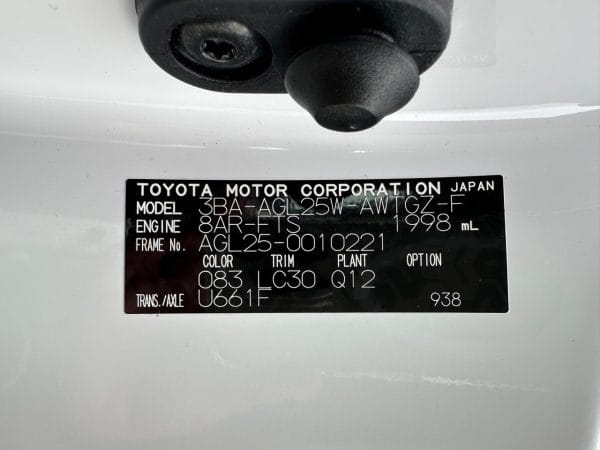 TOYOTA MOTOR CORPORATION JAPAN
MODEL 3BA-AGL25W-AWTGZ-F
ENGINE 8AR-FTS 1998 mL
FRAME No. AGL25-0010221
COLOR TRIM PLANT OPTION
083 LC30 Q12
TRANS./AXLE U661F 938